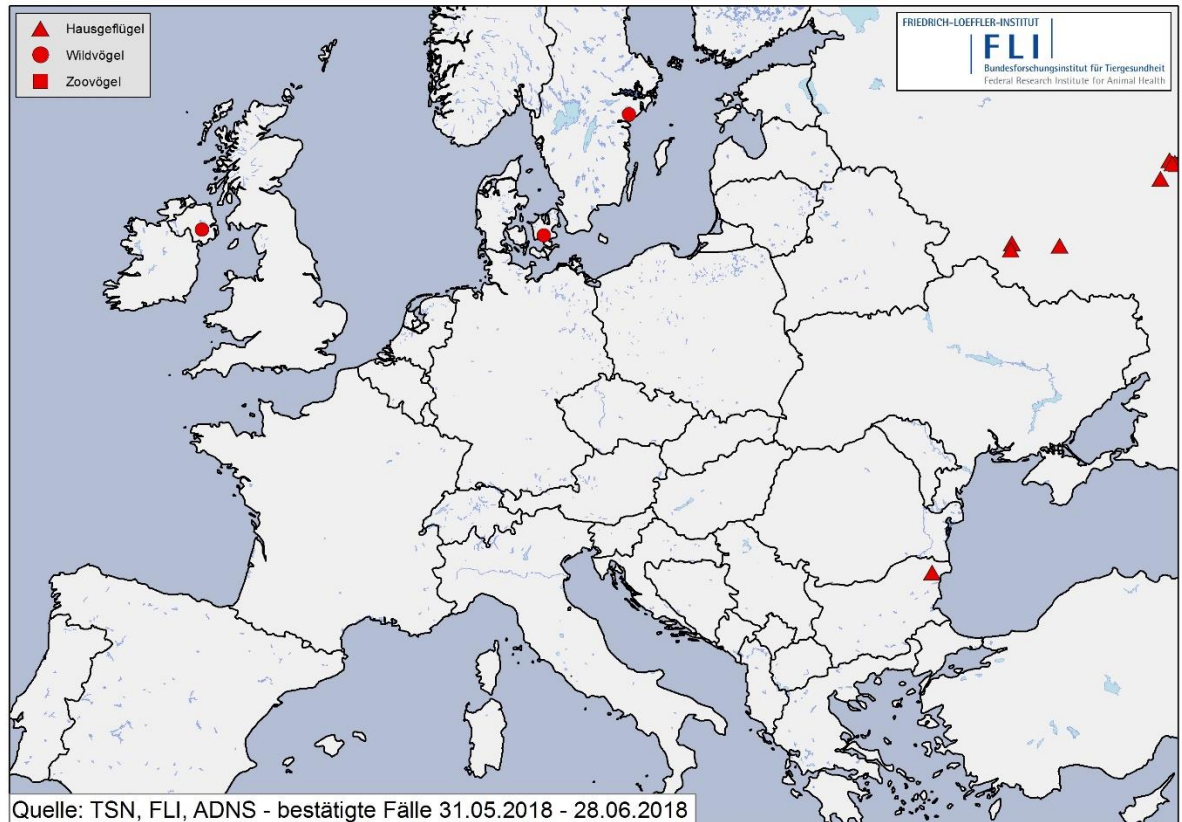 Hausgeflügel
Wildvögel
Zoovögel
FRIEDRICH-LOEFFLER-INSTITUT
FLI
Bundesforschungsinstitut für Tiergesundheit
Federal Research Institute for Animal Health
Quelle: TSN, FLI, ADNS - bestätigte Fälle 31.05.2018 - 28.06.2018